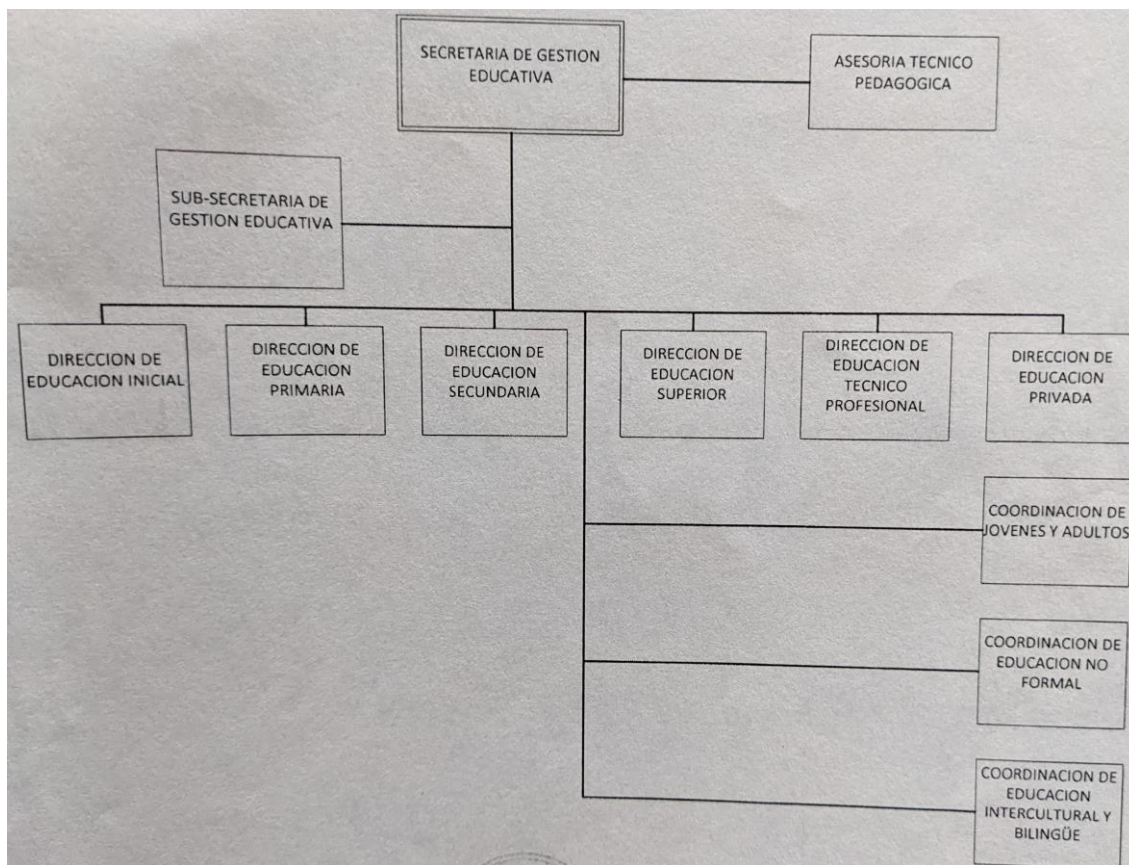 SECRETARIA DE GESTION
EDUCATIVA
ASESORIA TECNICO
PEDAGOGICA
SUB-SECRETARIA DE
GESTION EDUCATIVA
DIRECCION DE
EDUCACION INICIAL
DIRECCION DE
EDUCACION
PRIMARIA
DIRECCION DE
EDUCACION
SECUNDARIA
DIRECCION DE
EDUCACION
SUPERIOR
DIRECCION DE
EDUCACION
TECNICO
PROFESIONAL
DIRECCION DE
EDUCACION
PRIVADA
COORDINACION DE
JOVENES Y ADULTOS
COORDINACION DE
EDUCACION NO
FORMAL
COORDINACION DE
EDUCACION
INTERCULTURAL Y
BILINGÜE